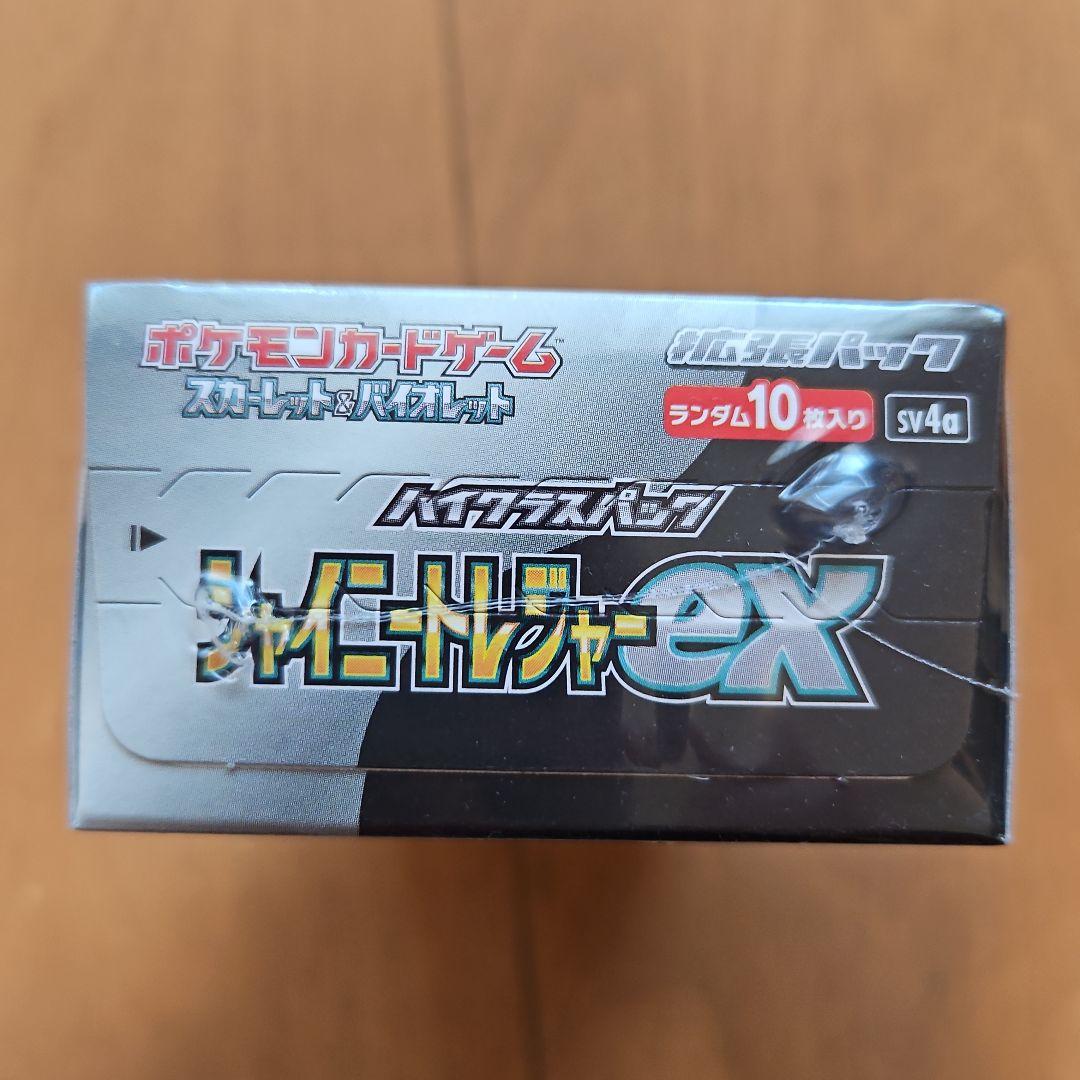 ポケモンカードゲーム™
スカーレット&バイオレット
拡張パック
ランダム10枚入り
sv4a
ハイクラスパック
シャイニートレジャーex